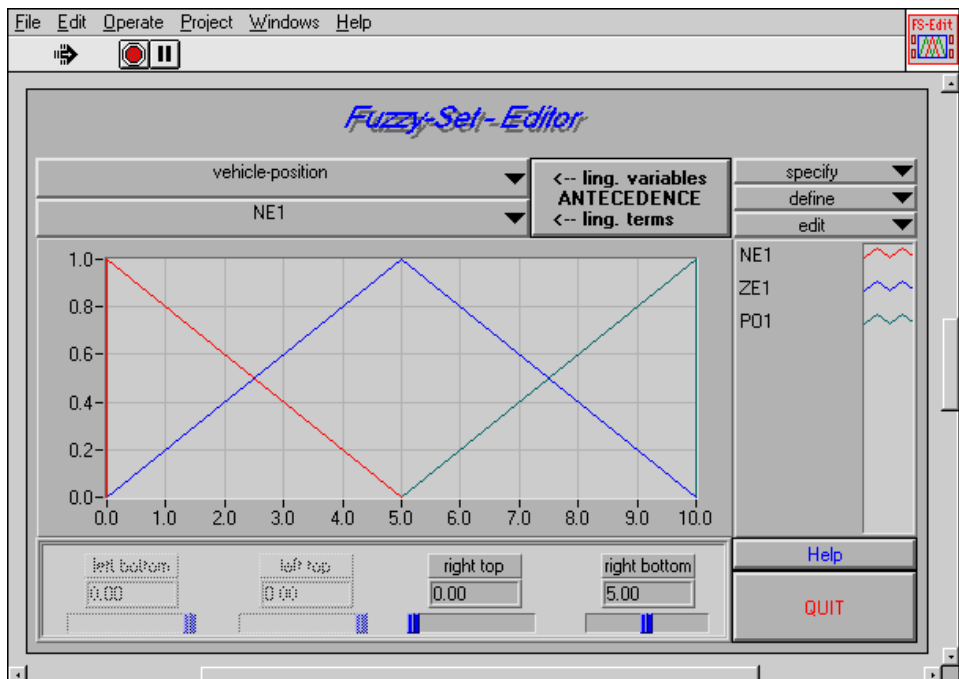 File Edit Operate Project Windows Help
FS-Edit
Fuzzy-Set-Editor
vehicle-position
NE1
<-- ling. variables
ANTECEDENCE
<-- ling. terms
specify
define
edit
1.0
0.8
0.6
0.4
0.2
0.0
0.0 1.0 2.0 3.0 4.0 5.0 6.0 7.0 8.0 9.0 10.0
NE1
ZE1
PO1
left bottom
0.00
left top
0.00
right top
0.00
right bottom
5.00
Help
QUIT